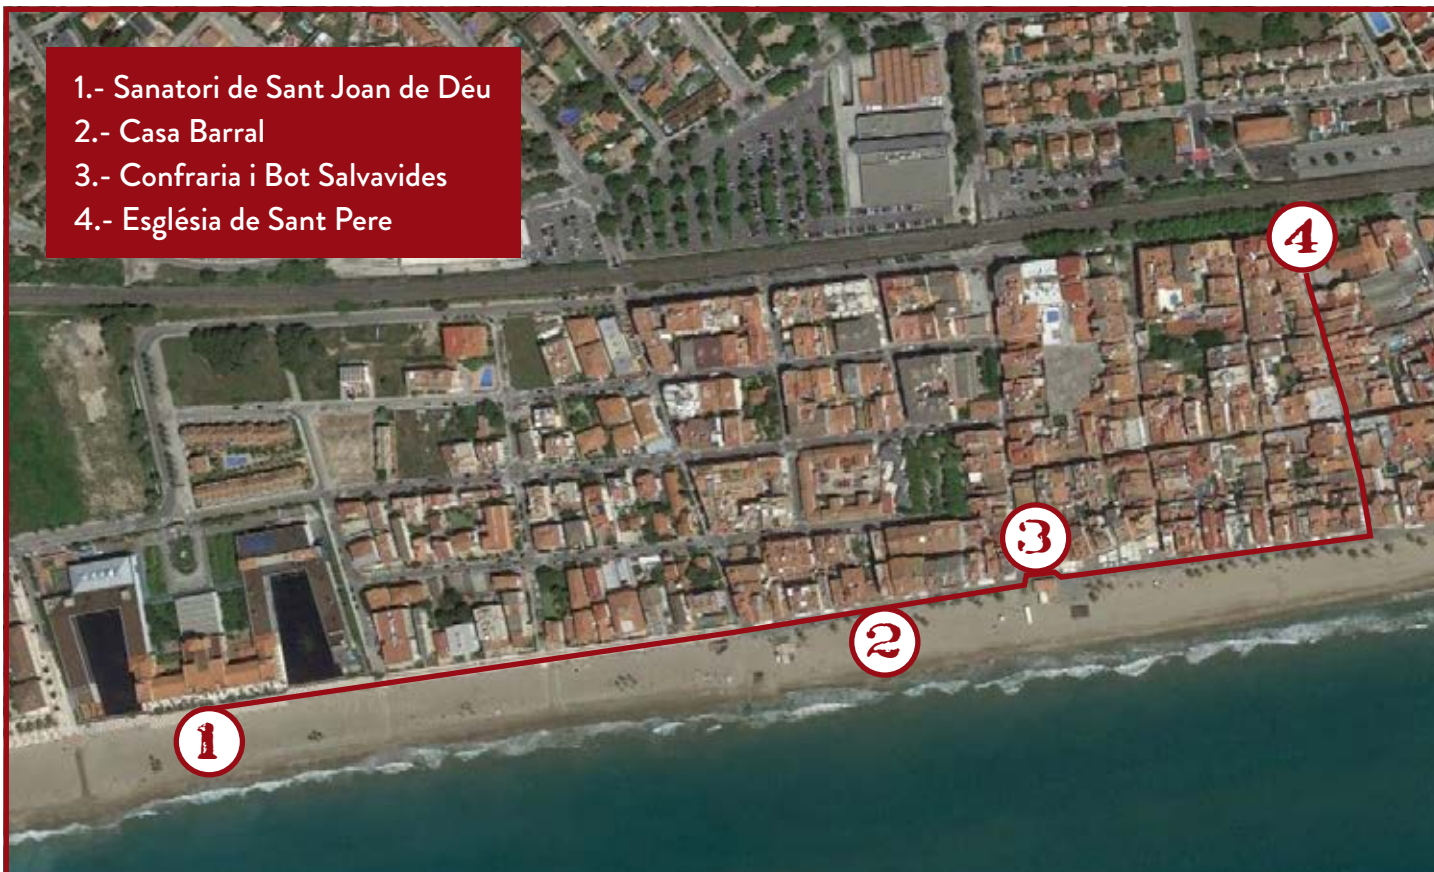 1.- Sanatori de Sant Joan de Déu
2.- Casa Barral
3.- Confraria i Bot Salvavides
4.- Església de Sant Pere
4
3
2
1